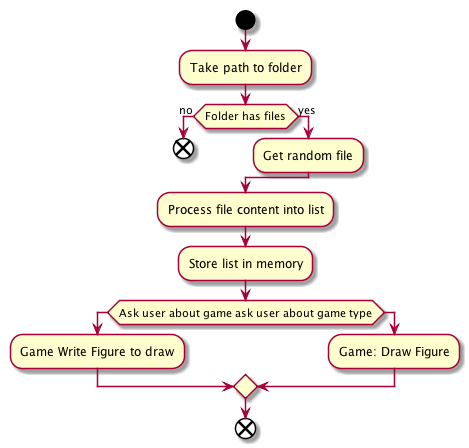 Take path to folder
no
Folder has files
yes
Get random file
Process file content into list
Store list in memory
Ask user about game ask user about game type
Game Write Figure to draw
Game: Draw Figure